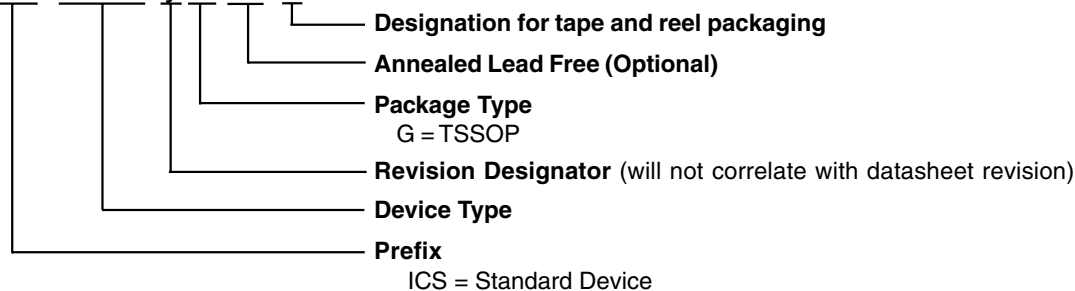 Designation for tape and reel packaging
Annealed Lead Free (Optional)
Package Type
G = TSSOP
Revision Designator (will not correlate with datasheet revision)
Device Type
Prefix
ICS = Standard Device